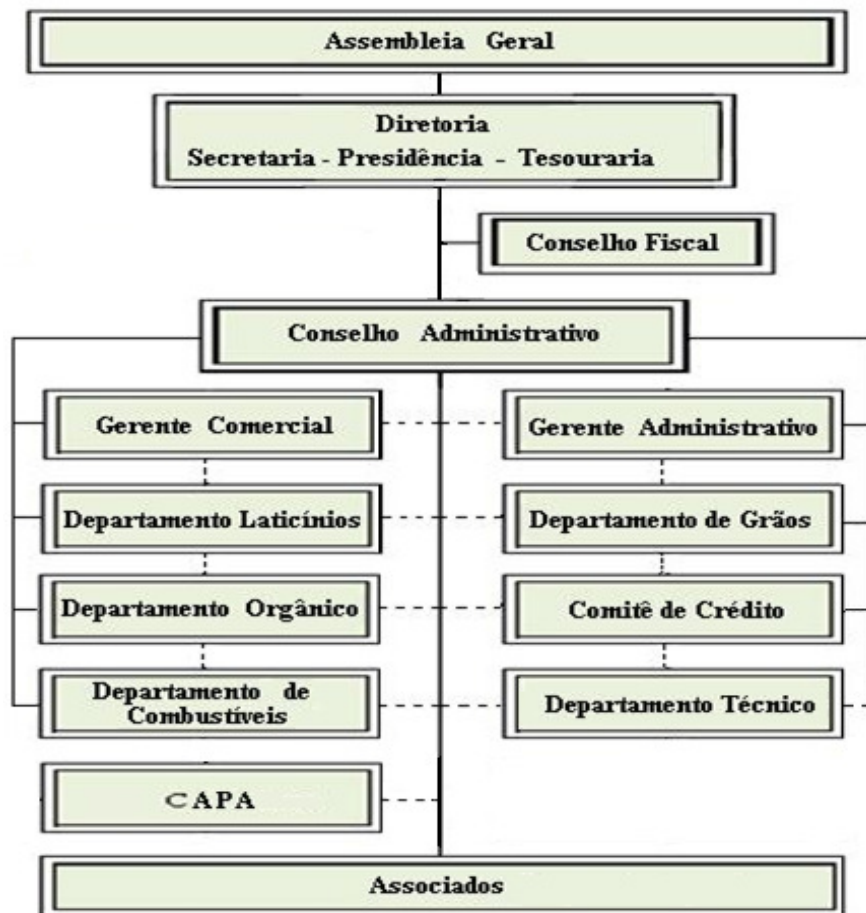 Assembleia Geral
Diretoria
Secretaria - Presidência - Tesouraria
Conselho Fiscal
Conselho Administrativo
Gerente Comercial
Gerente Administrativo
Departamento Laticínios
Departamento de Grãos
Departamento Orgânico
Comitê de Crédito
Departamento de
Combustíveis
Departamento Técnico
CAPA
Associados